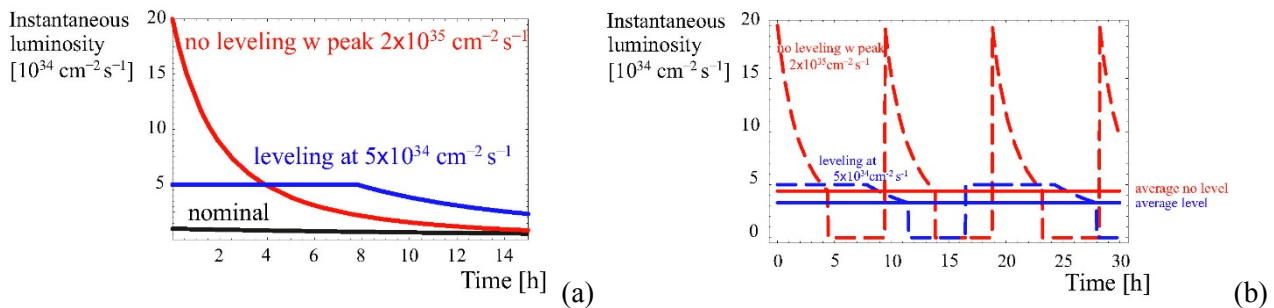 Instantaneous
luminosity
[10³⁴ cm⁻² s⁻¹]
20
15
10
5
no leveling w peak 2x10³⁵ cm⁻² s⁻¹
leveling at 5x10³⁴ cm⁻² s⁻¹
nominal
2 4 6 8 10 12 14
Time [h]
(a)
Instantaneous
luminosity
[10³⁴ cm⁻² s⁻¹]
20
15
10
5
0
no leveling w peak
2x10³⁵cm⁻² s⁻¹
leveling at
5x10³⁴cm⁻² s⁻¹
average no level
average level
0 5 10 15 20 25 30
Time [h]
(b)